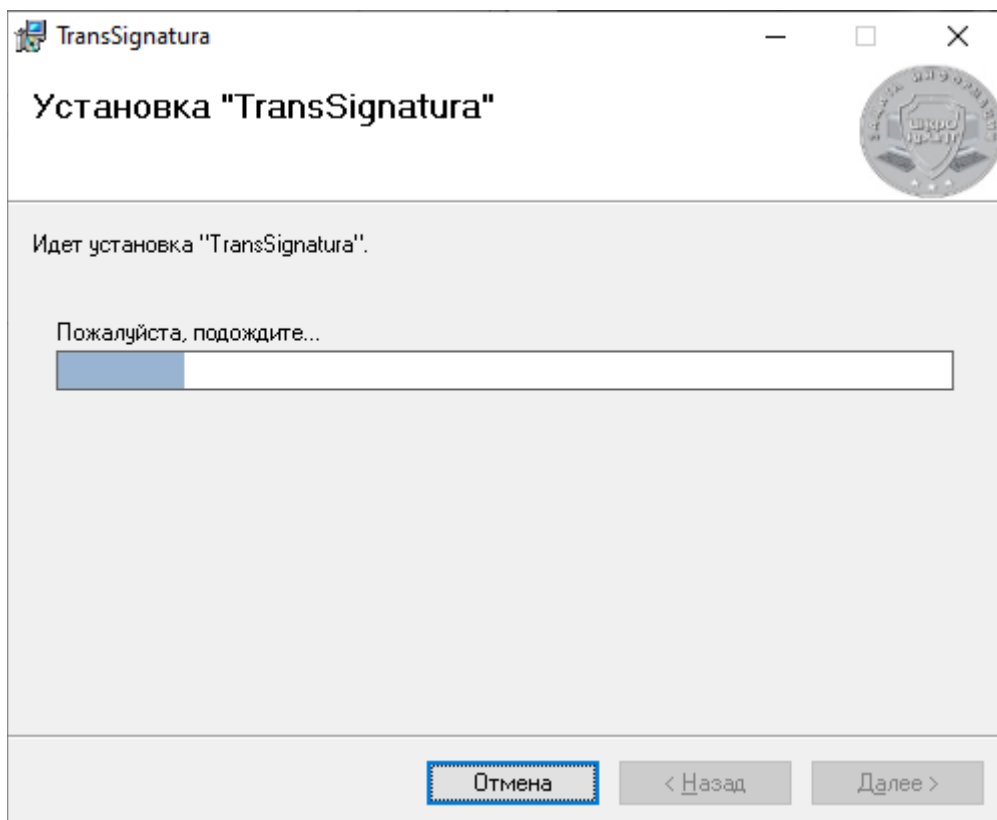 TransSignatura
Установка "TransSignatura"
Идет установка "TransSignatura".
Пожалуйста, подождите...
Отмена
< Назад
Далее >